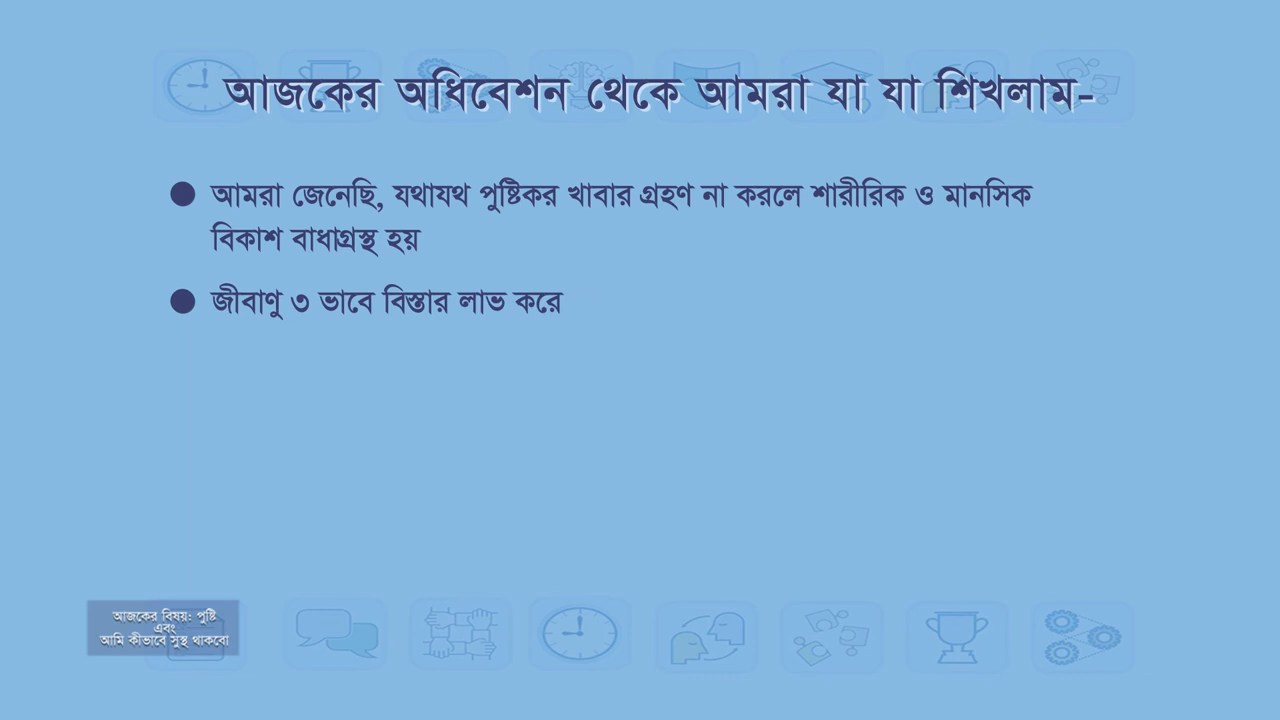 আজকের অধিবেশন থেকে আমরা যা যা শিখলাম-
● আমরা জেনেছি, যথাযথ পুষ্টিকর খাবার গ্রহণ না করলে শারীরিক ও মানসিক
বিকাশ বাধাগ্রস্থ হয়
● জীবাণু ৩ ভাবে বিস্তার লাভ করে
আজকের বিষয়: পুষ্টি
এবং
আমি কীভাবে সুস্থ থাকবো